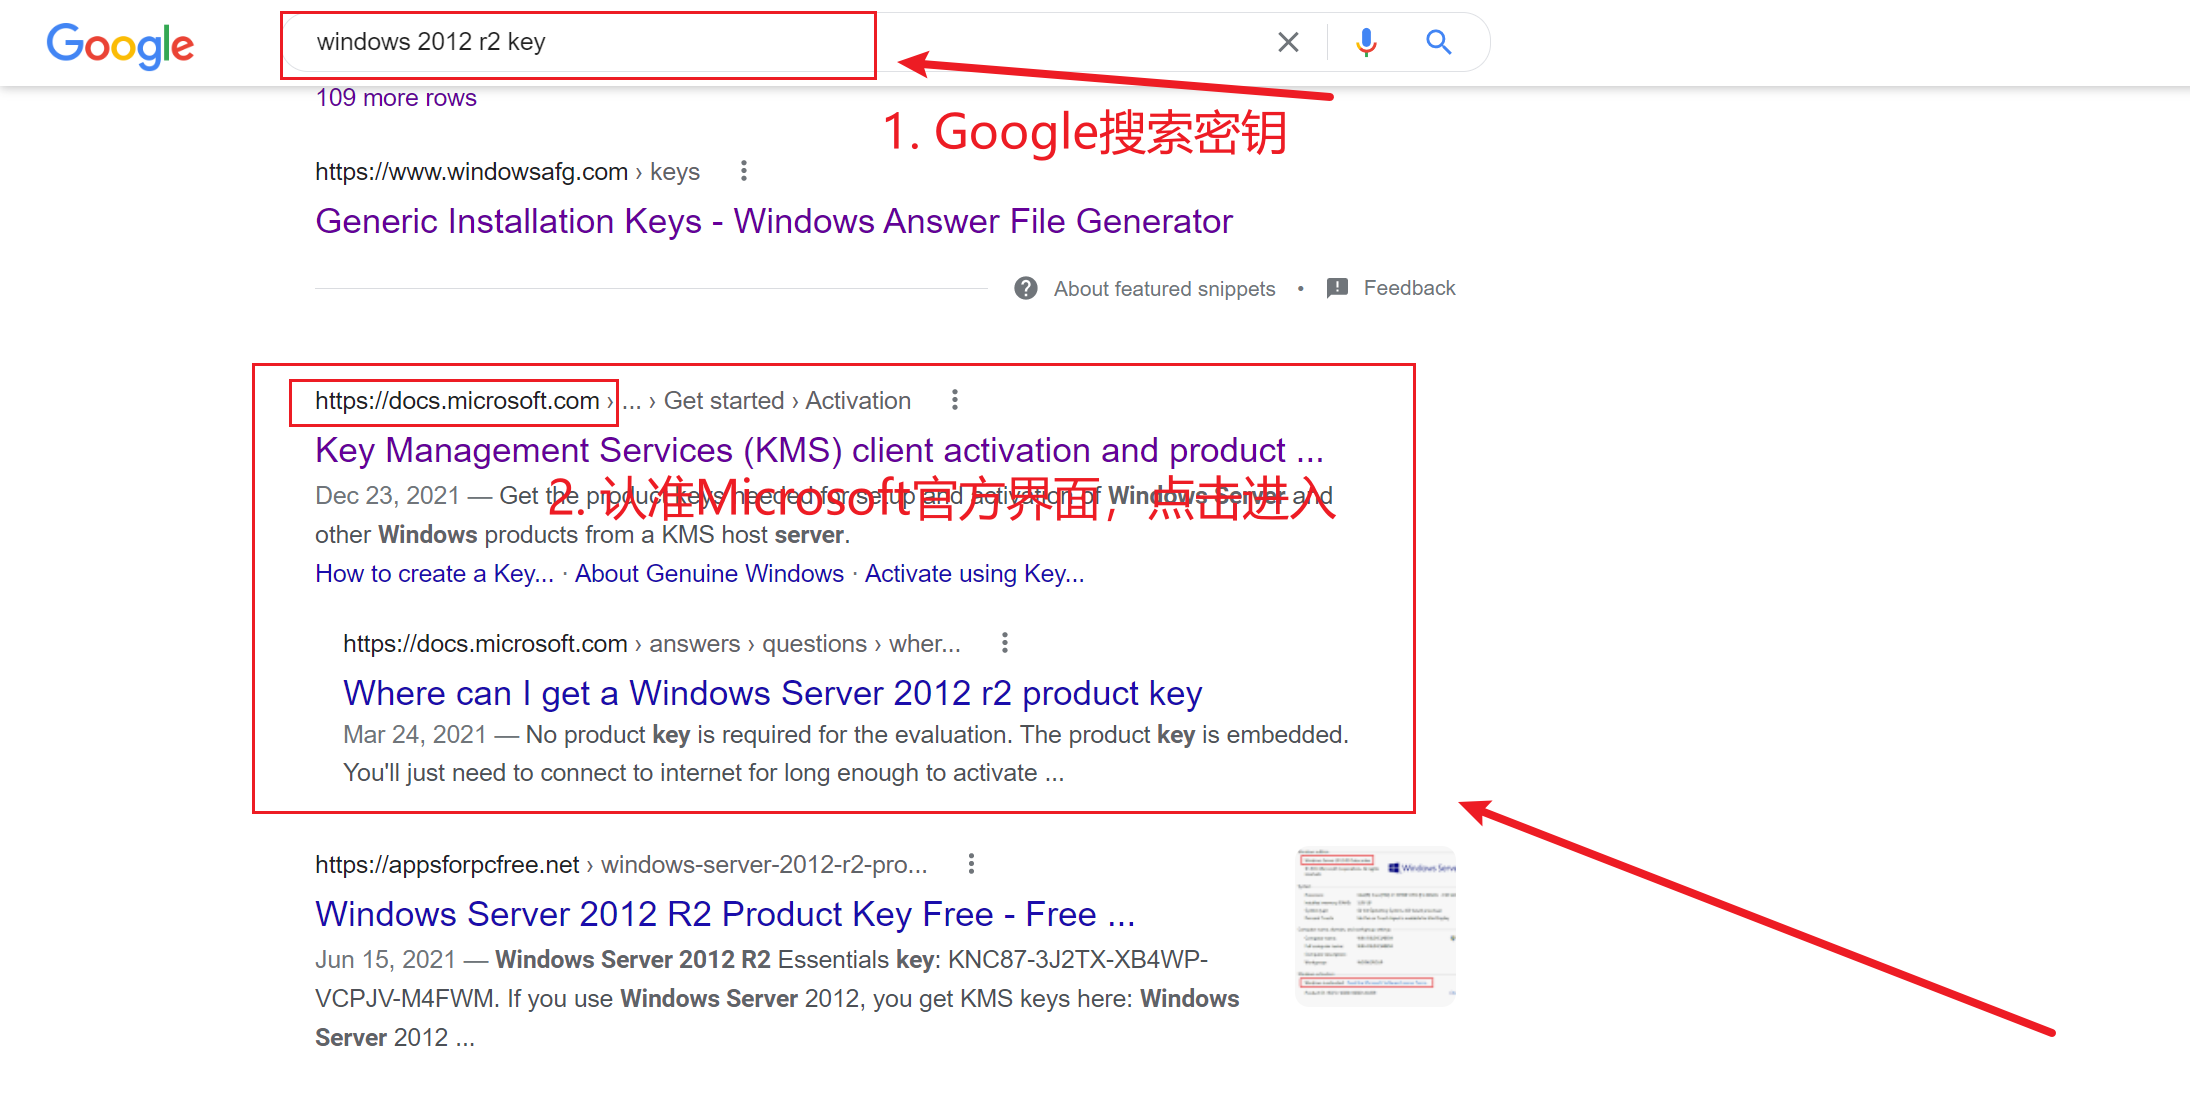 Google
windows 2012 r2 key
109 more rows
1. Google搜索密钥
https://www.windowsafg.com › keys
Generic Installation Keys - Windows Answer File Generator
About featured snippets • Feedback
https://docs.microsoft.com › ... › Get started › Activation
Key Management Services (KMS) client activation and product ...
Dec 23, 2021 — Get the product keys needed for setup and activation of Windows Server and
2. 认准Microsoft官方界面，点击进入
other Windows products from a KMS host server.
How to create a Key... · About Genuine Windows · Activate using Key...
https://docs.microsoft.com › answers › questions › wher...
Where can I get a Windows Server 2012 r2 product key
Mar 24, 2021 — No product key is required for the evaluation. The product key is embedded.
You'll just need to connect to internet for long enough to activate ...
https://appsforpcfree.net › windows-server-2012-r2-pro...
Windows Server 2012 R2 Product Key Free - Free ...
Jun 15, 2021 — Windows Server 2012 R2 Essentials key: KNC87-3J2TX-XB4WP-
VCPJV-M4FWM. If you use Windows Server 2012, you get KMS keys here: Windows
Server 2012 ...